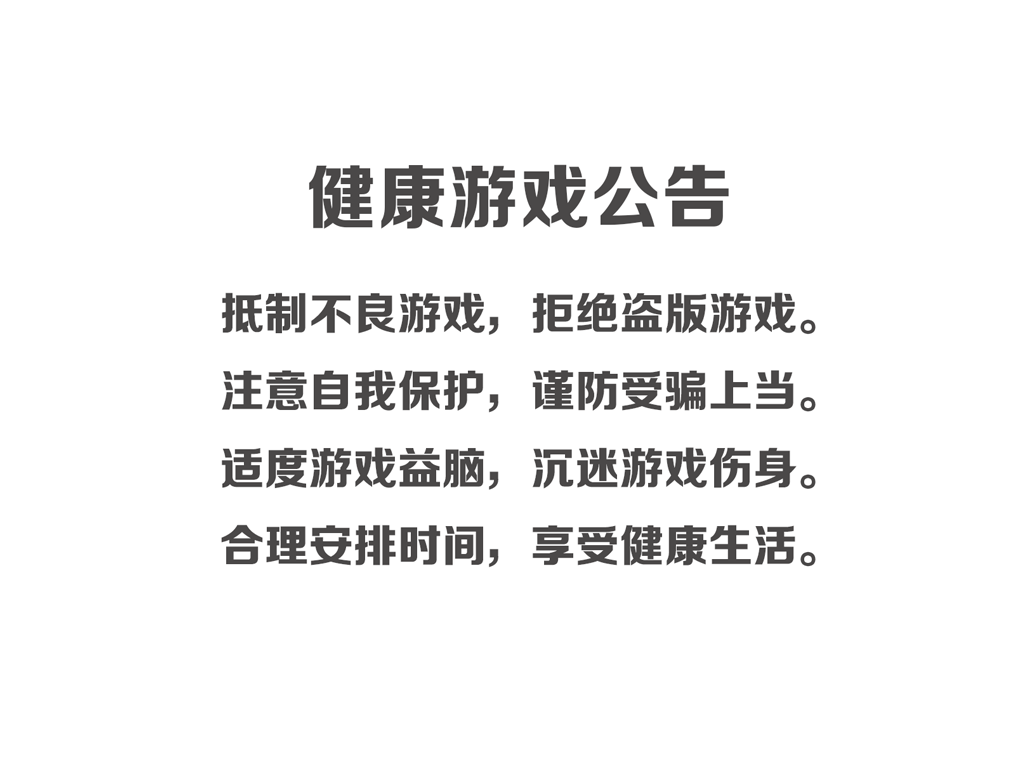 健康游戏公告
抵制不良游戏，拒绝盗版游戏。
注意自我保护，谨防受骗上当。
适度游戏益脑，沉迷游戏伤身。
合理安排时间，享受健康生活。